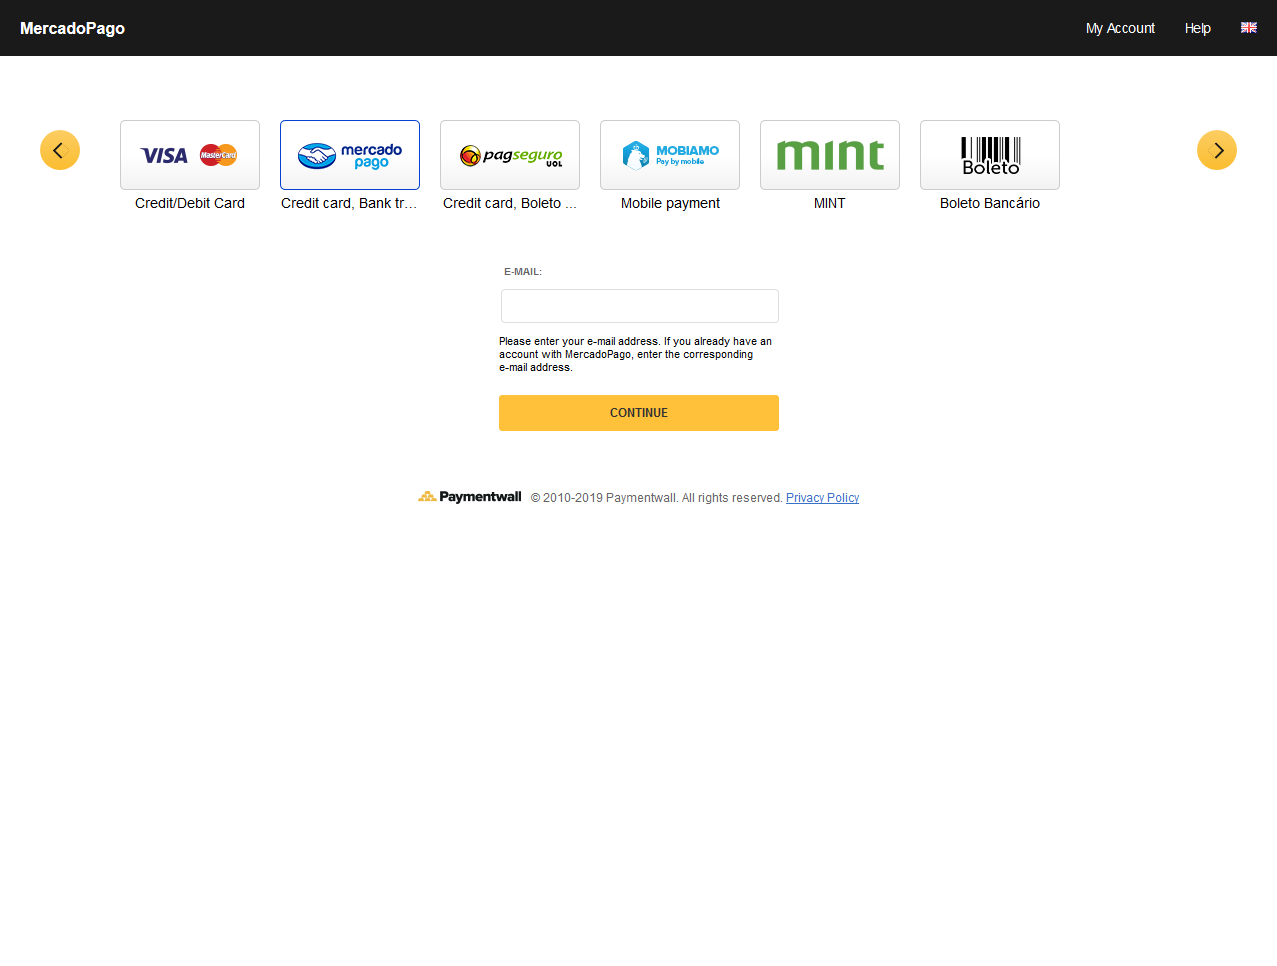 MercadoPago
My Account
Help
VISA MasterCard
mercado
pago
pagseguro
UOL
MOBIAMO
Pay by mobile
mint
Boleto
Credit/Debit Card
Credit card, Bank tr...
Credit card, Boleto ...
Mobile payment
MINT
Boleto Bancário
E-MAIL:
Please enter your e-mail address. If you already have an
account with MercadoPago, enter the corresponding
e-mail address.
CONTINUE
Paymentwall © 2010-2019 Paymentwall. All rights reserved. Privacy Policy